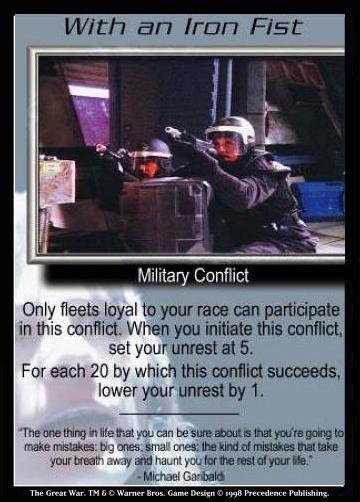 With an Iron Fist
Military Conflict
Only fleets loyal to your race can participate
in this conflict. When you initiate this conflict,
set your unrest at 5.
For each 20 by which this conflict succeeds,
lower your unrest by 1.
“The one thing in life that you can be sure about is that you’re going to
make mistakes: big ones; small ones; the kind of mistakes that take
your breath away and haunt you for the rest of your life.”
- Michael Garibaldi
The Great War. TM & © Warner Bros. Game Design © 1998 Precedence Publishing.